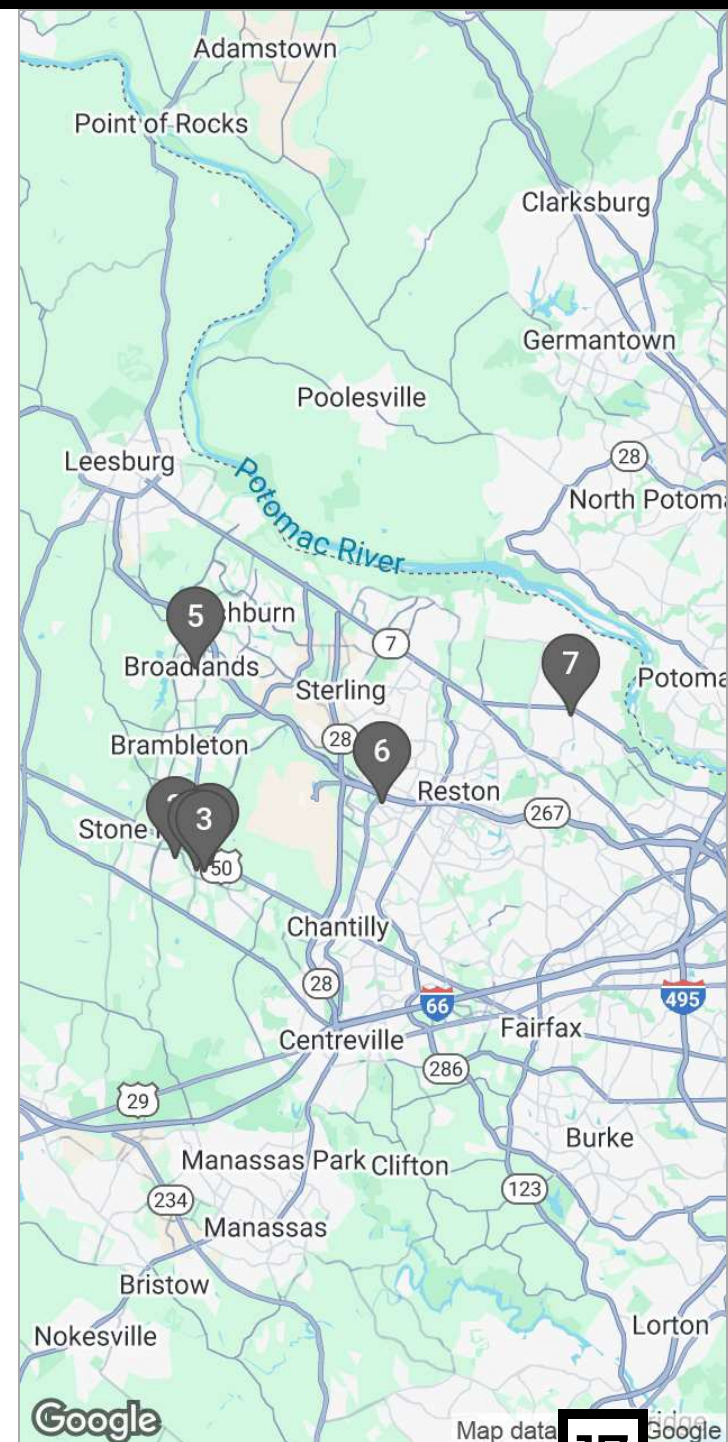 Adamstown
Point of Rocks
Clarksburg
Germantown
Poolesville
28
Leesburg
North Potoma
Potomac River
5
hburn
7
7
Broadlands
Potoma
Sterling
28
6
Brambleton
Reston
267
3
Stone
50
Chantilly
28
66
495
Centreville
Fairfax
286
29
Burke
Manassas Park
Clifton
234
123
Manassas
Bristow
Lorton
Nokesville
Google
Map data
17
Google